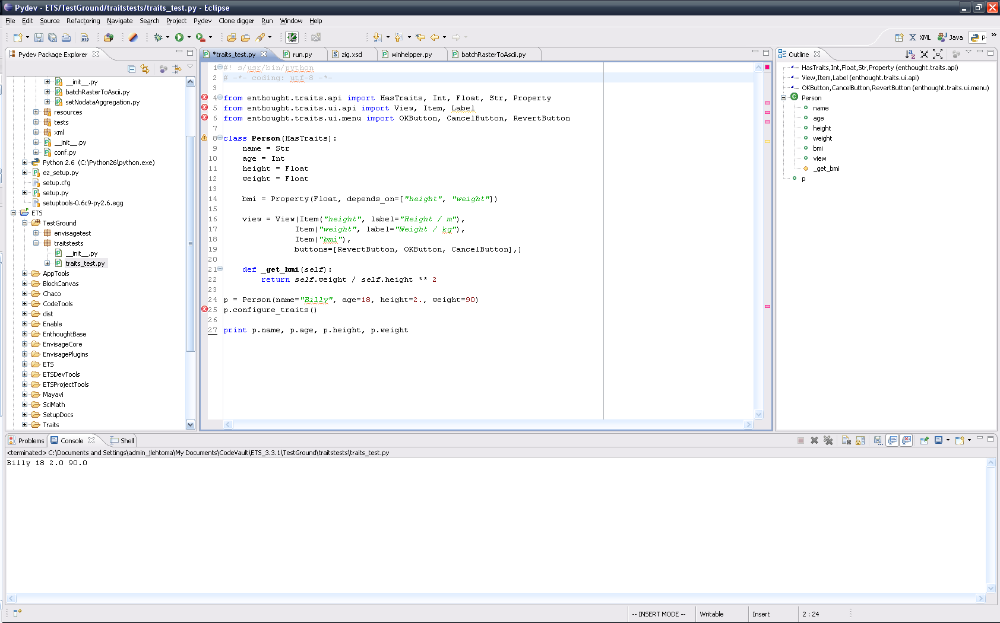 Pydev - ETS/TestGround/traitstests/traits_test.py - Eclipse
File Edit Source Refactoring Navigate Search Project Pydev Clone digger Run Window Help
XML Java
Pydev Package Explorer
__init__.py
batchRasterToAscii.py
setNodataAggregation.py
resources
tests
xml
__init__.py
conf.py
Python 2.6 (C:\Python26\python.exe)
ez_setup.py
setup.cfg
setup.py
setuptools-0.6c9-py2.6.egg
ETS
TestGround
envisagetest
traitstests
__init__.py
traits_test.py
AppTools
BlockCanvas
Chaco
CodeTools
dist
Enable
EnthoughtBase
EnvisageCore
EnvisagePlugins
ETS
ETSDevTools
ETSProjectTools
Mayavi
SciMath
SetupDocs
Traits
*traits_test.py run.py zig.xsd winhelpper.py batchRasterToAscii.py
1 #! s/usr/bin/python
2 # -*- coding: utf-8 -*-
3
4 from enthought.traits.api import HasTraits, Int, Float, Str, Property
5 from enthought.traits.ui.api import View, Item, Label
6 from enthought.traits.ui.menu import OKButton, CancelButton, RevertButton
7
8 class Person(HasTraits):
9 name = Str
10 age = Int
11 height = Float
12 weight = Float
13
14 bmi = Property(Float, depends_on=["height", "weight"])
15
16 view = View(Item("height", label="Height / m"),
17 Item("weight", label="Weight / kg"),
18 Item("bmi"),
19 buttons=[RevertButton, OKButton, CancelButton],)
20
21 def _get_bmi(self):
22 return self.weight / self.height ** 2
23
24 p = Person(name="Billy", age=18, height=2., weight=90)
25 p.configure_traits()
26
27 print p.name, p.age, p.height, p.weight
Outline
HasTraits,Int,Float,Str,Property (enthought.traits.api)
View,Item,Label (enthought.traits.ui.api)
OKButton,CancelButton,RevertButton (enthought.traits.ui.menu)
Person
name
age
height
weight
bmi
view
_get_bmi
p
Problems Console Shell
<terminated> C:\Documents and Settings\admin_jlehtoma\My Documents\CodeVault\ETS_3.3.1\TestGround\traitstests\traits_test.py
Billy 18 2.0 90.0
-- INSERT MODE -- Writable Insert 2 : 24